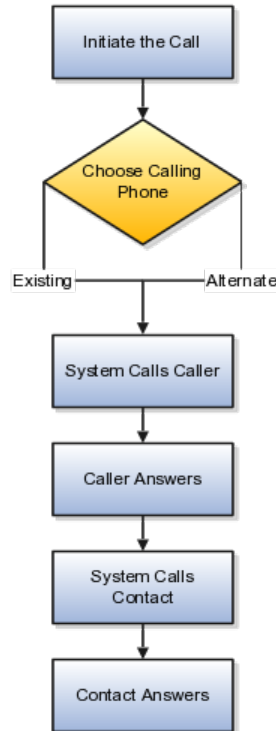 Initiate the Call
Choose Calling
Phone
Existing
Alternate
System Calls Caller
Caller Answers
System Calls
Contact
Contact Answers